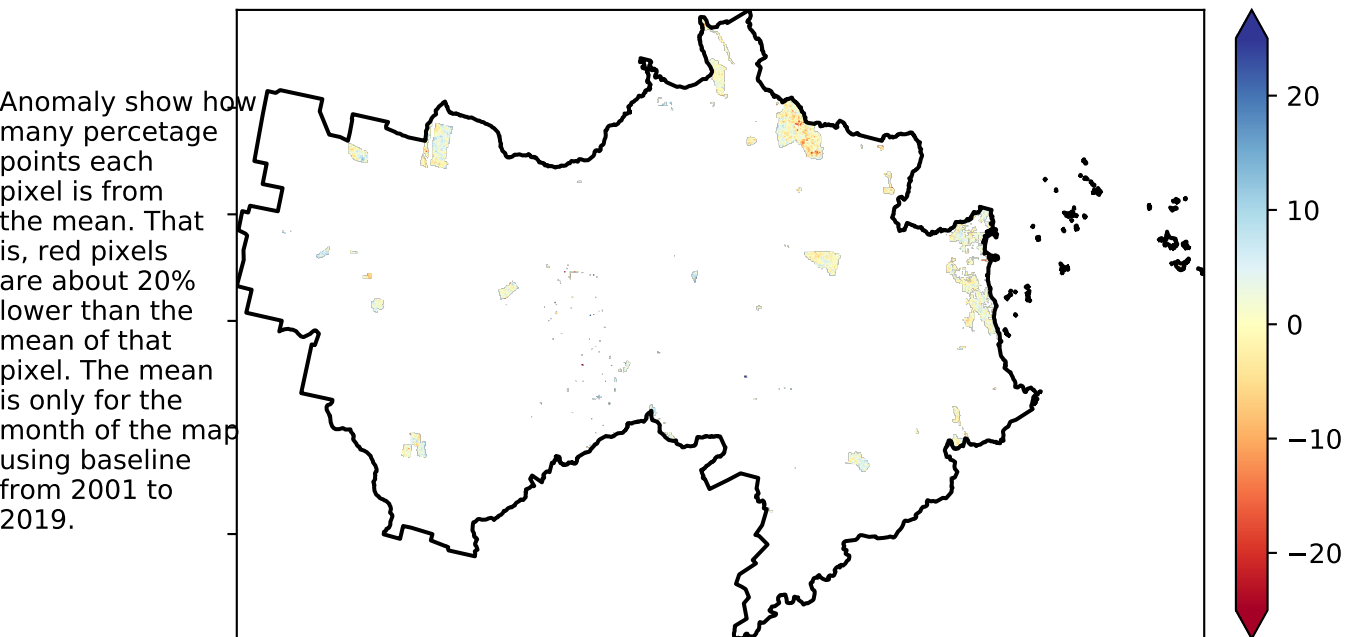 Anomaly show how
many percetage
points each
pixel is from
the mean. That
is, red pixels
are about 20%
lower than the
mean of that
pixel. The mean
is only for the
month of the map
using baseline
from 2001 to
2019.
20
10
0
−10
−20